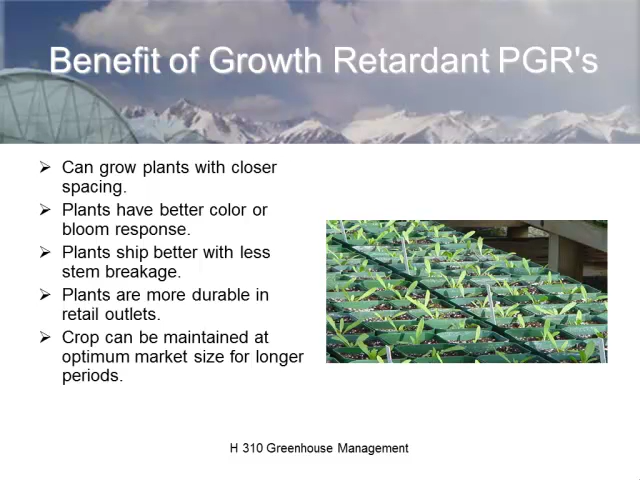 Benefit of Growth Retardant PGR's
➢ Can grow plants with closer
spacing.
➢ Plants have better color or
bloom response.
➢ Plants ship better with less
stem breakage.
➢ Plants are more durable in
retail outlets.
➢ Crop can be maintained at
optimum market size for longer
periods.
H 310 Greenhouse Management